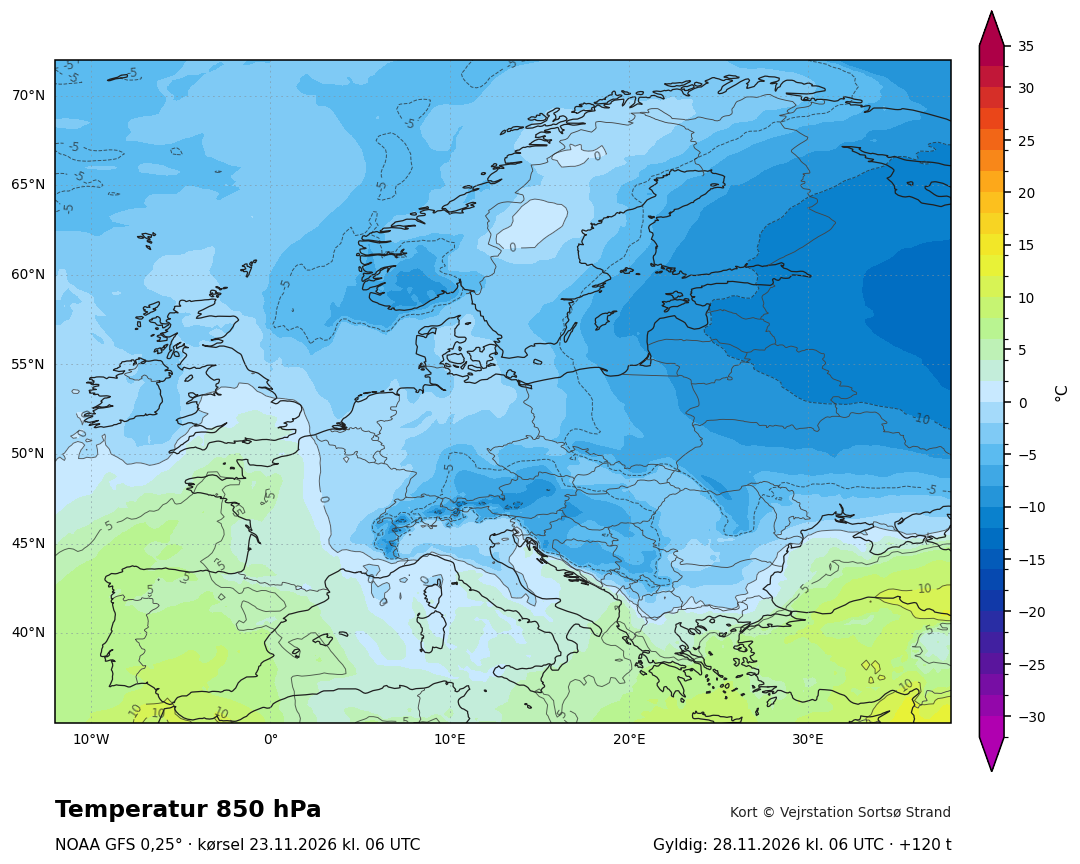 70°N
65°N
60°N
55°N
50°N
45°N
40°N
10°W
0°
10°E
20°E
30°E
35
30
25
20
15
10
5
0
−5
−10
−15
−20
−25
−30
°C
Temperatur 850 hPa
Kort © Vejrstation Sortsø Strand
NOAA GFS 0,25° · kørsel 23.11.2026 kl. 06 UTC
Gyldig: 28.11.2026 kl. 06 UTC · +120 t